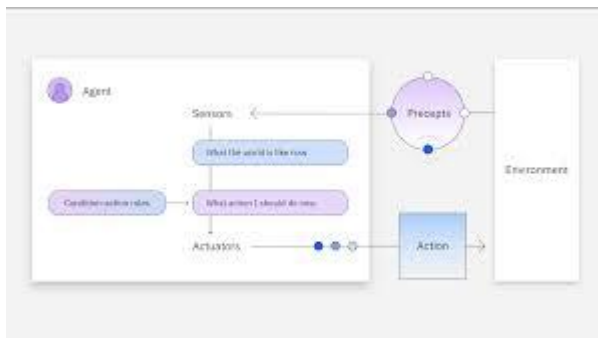 Agent
Sensors
Precepts
What the world is like now
Environment
Condition-action rules
What action I should do now
Actuators
Action